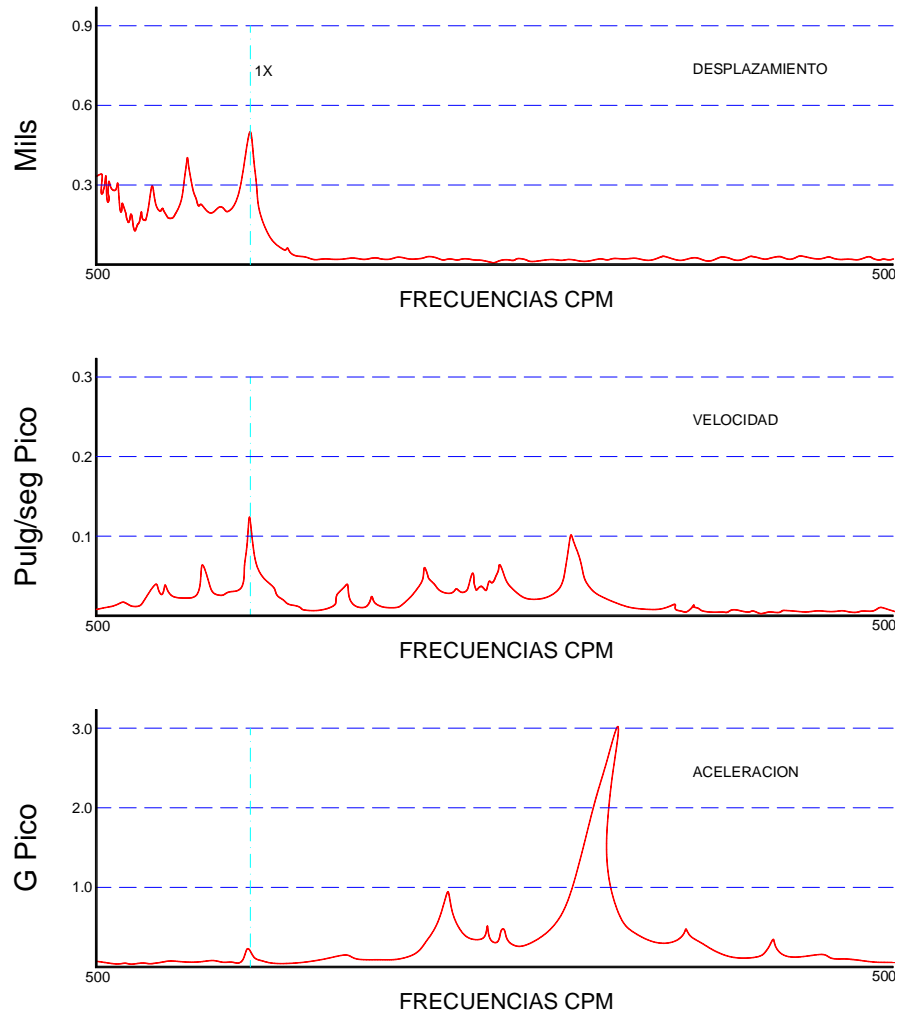 0.9
1X
DESPLAZAMIENTO
0.6
Mils
0.3
500
500
FRECUENCIAS CPM
0.3
VELOCIDAD
0.2
Pulg/seg Pico
0.1
500
500
FRECUENCIAS CPM
3.0
ACELERACION
2.0
G Pico
1.0
500
500
FRECUENCIAS CPM